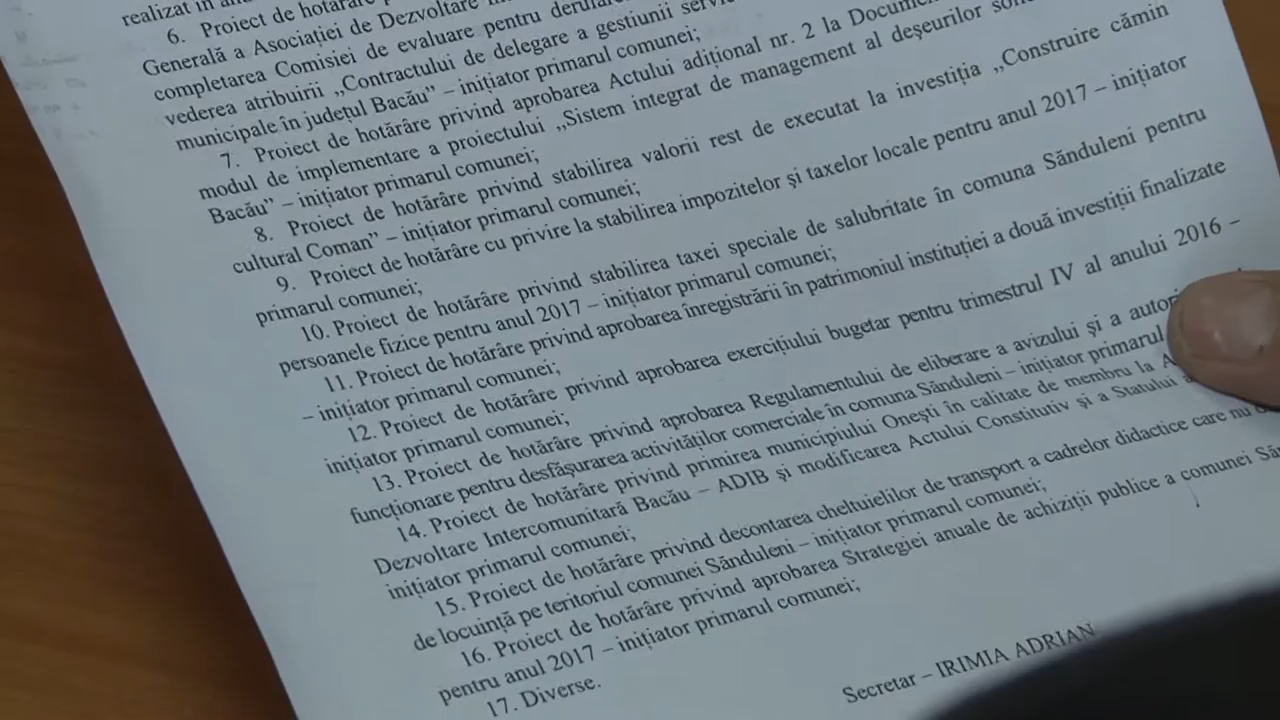 realizat în
6. Proiect de hotărâre
Generală a Asociației de Dezvoltare
completarea Comisiei de evaluare pentru
vederea atribuirii „Contractului de delegare a gestiunii
municipale în județul Bacău” – inițiator primarul comunei;
7. Proiect de hotărâre privind aprobarea Actului adițional nr. 2 la
modul de implementare a proiectului „Sistem integrat de management al deșeurilor
Bacău” – inițiator primarul comunei;
8. Proiect de hotărâre privind stabilirea valorii rest de executat la investiția „Construire cămin
cultural Coman” – inițiator primarul comunei;
9. Proiect de hotărâre cu privire la stabilirea impozitelor și taxelor locale pentru anul 2017 – inițiator
primarul comunei;
10. Proiect de hotărâre privind stabilirea taxei speciale de salubritate în comuna Sănduleni pentru
persoanele fizice pentru anul 2017 – inițiator primarul comunei;
11. Proiect de hotărâre privind aprobarea înregistrării în patrimoniul instituției a două investiții finalizate
– inițiator primarul comunei;
12. Proiect de hotărâre privind aprobarea exercițiului bugetar pentru trimestrul IV al anului 2016 –
inițiator primarul comunei;
13. Proiect de hotărâre privind aprobarea Regulamentului de eliberare a avizului și a
funcționare pentru desfășurarea activităților comerciale în comuna Sănduleni – inițiator primarul
14. Proiect de hotărâre privind primirea municipiului Onești în calitate de membru la
Dezvoltare Intercomunitară Bacău – ADIB și modificarea Actului Constitutiv și a Statului
inițiator primarul comunei;
15. Proiect de hotărâre privind decontarea cheltuielilor de transport a cadrelor didactice care nu
de locuință pe teritoriul comunei Sănduleni – inițiator primarul comunei;
16. Proiect de hotărâre privind aprobarea Strategiei anuale de achiziții publice a comunei
pentru anul 2017 – inițiator primarul comunei;
17. Diverse.
Secretar – IRIMIA ADRIAN